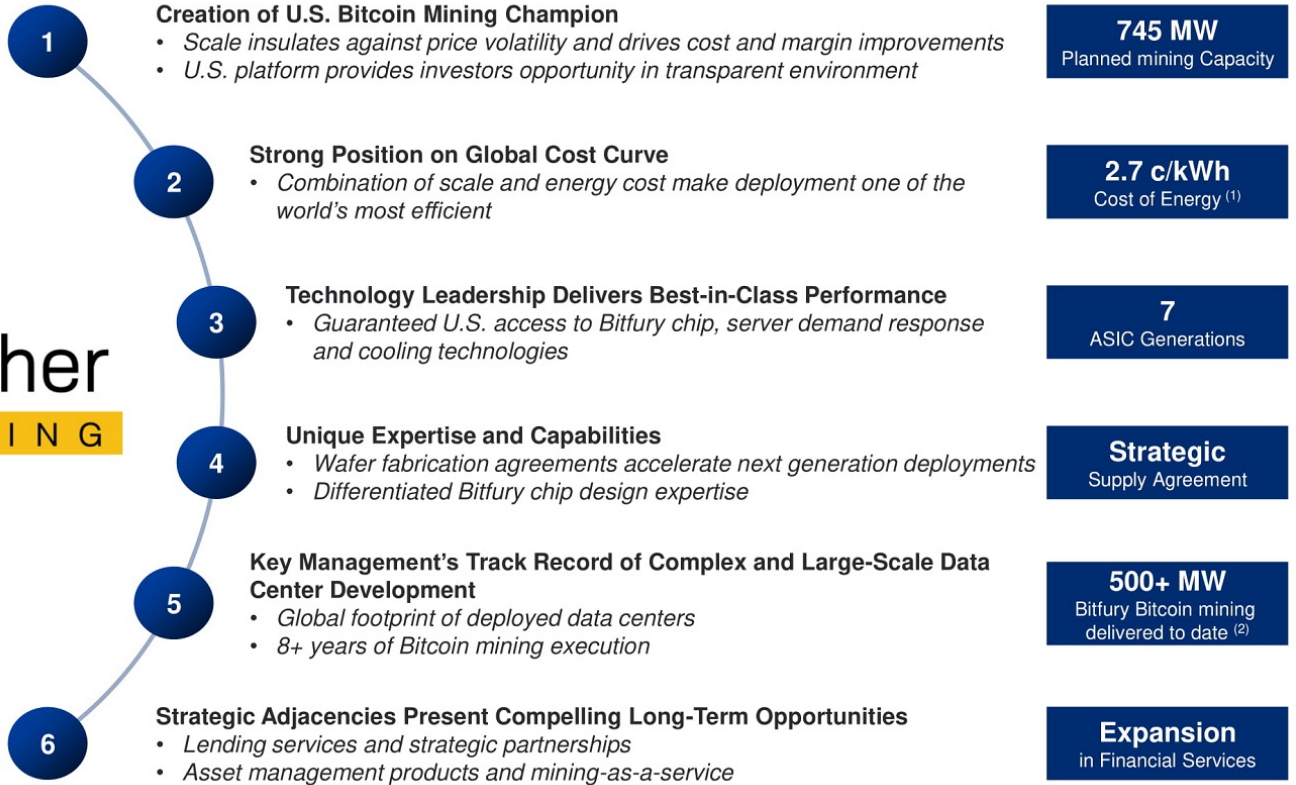 1
Creation of U.S. Bitcoin Mining Champion
• Scale insulates against price volatility and drives cost and margin improvements
• U.S. platform provides investors opportunity in transparent environment
745 MW
Planned mining Capacity
2
Strong Position on Global Cost Curve
• Combination of scale and energy cost make deployment one of the
world's most efficient
2.7 c/kWh
Cost of Energy (1)
3
Technology Leadership Delivers Best-in-Class Performance
• Guaranteed U.S. access to Bitfury chip, server demand response
and cooling technologies
7
ASIC Generations
her
ING
4
Unique Expertise and Capabilities
• Wafer fabrication agreements accelerate next generation deployments
• Differentiated Bitfury chip design expertise
Strategic
Supply Agreement
5
Key Management's Track Record of Complex and Large-Scale Data
Center Development
• Global footprint of deployed data centers
• 8+ years of Bitcoin mining execution
500+ MW
Bitfury Bitcoin mining
delivered to date (2)
6
Strategic Adjacencies Present Compelling Long-Term Opportunities
• Lending services and strategic partnerships
• Asset management products and mining-as-a-service
Expansion
in Financial Services